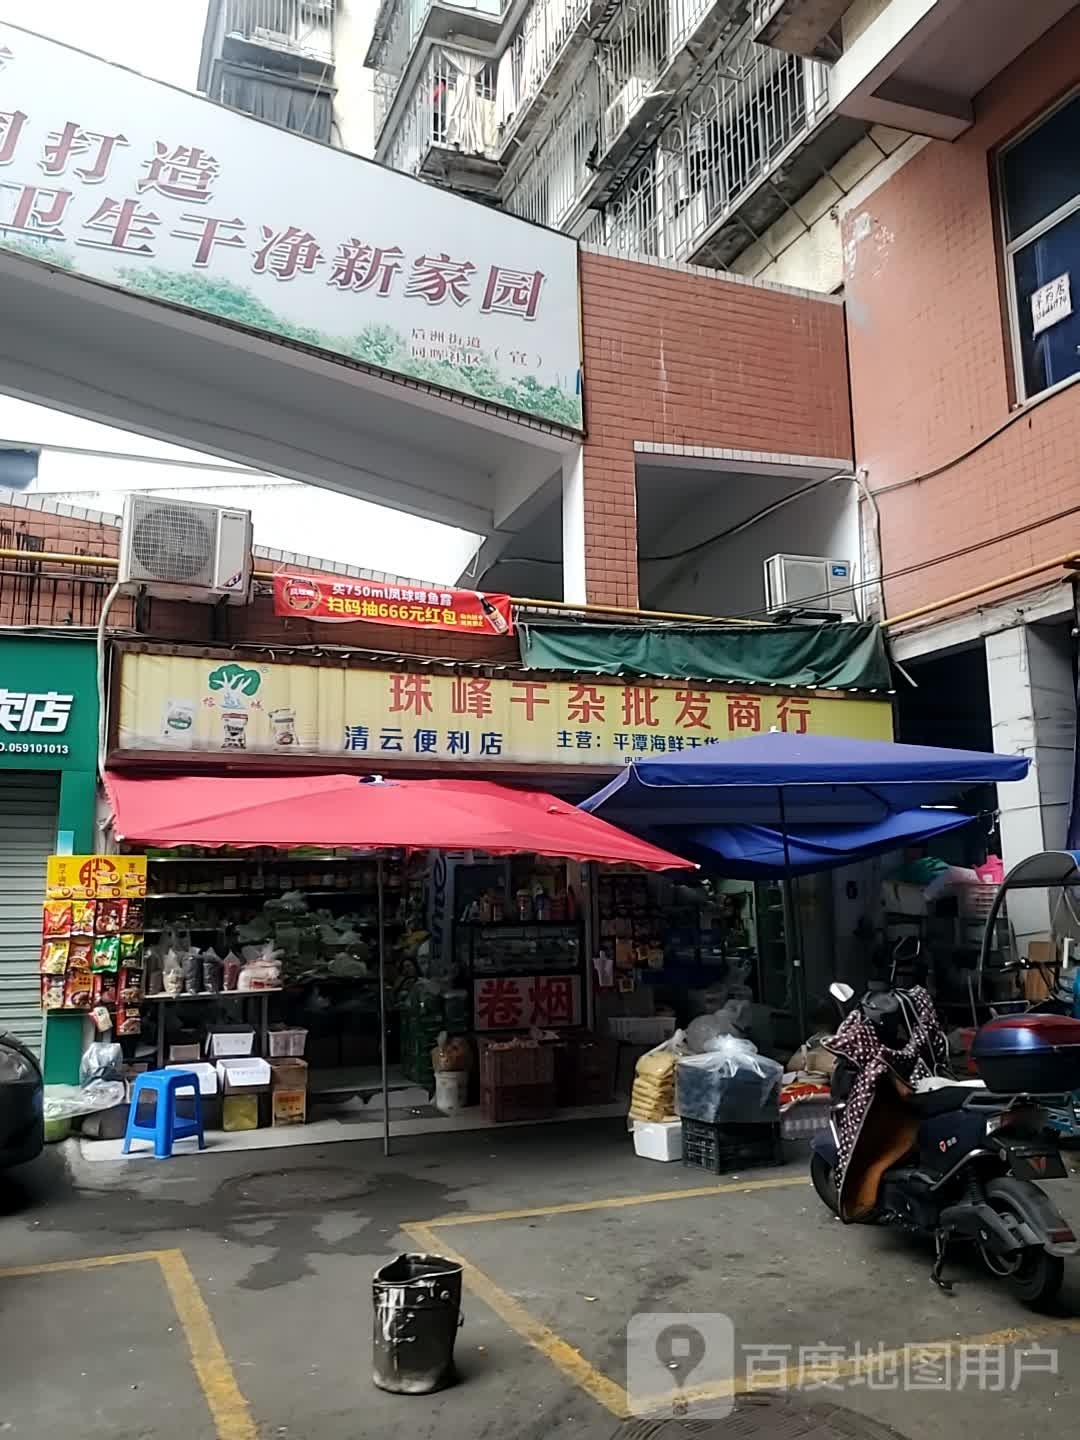 同打造
卫生干净新家园
后洲街道
同晖社区
（宣）
买750ml凤球唛鱼露
扫码抽666元红包
珠峰干杂批发商行
清云便利店
主营：平潭海鲜干货
卖店
O.059101013
卷烟
百度地图用户